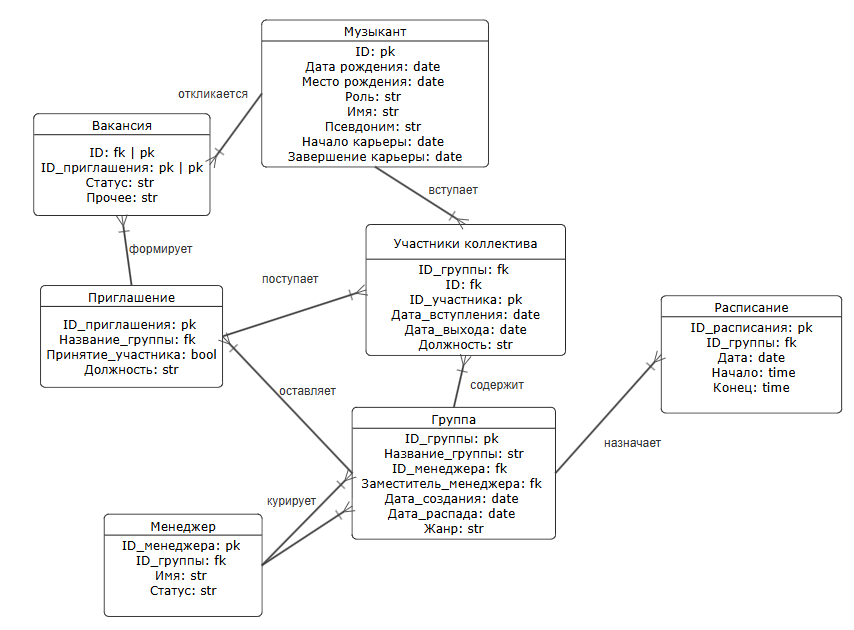 Музыкант
ID: pk
Дата рождения: date
Место рождения: date
Роль: str
Имя: str
Псевдоним: str
Начало карьеры: date
Завершение карьеры: date
откликается
Вакансия
ID: fk | pk
ID_приглашения: pk | pk
Статус: str
Прочее: str
вступает
формирует
Участники коллектива
ID_группы: fk
ID: fk
ID_участника: pk
Дата_вступления: date
Дата_выхода: date
Должность: str
поступает
Приглашение
ID_приглашения: pk
Название_группы: fk
Принятие_участника: bool
Должность: str
Расписание
ID_расписания: pk
ID_группы: fk
Дата: date
Начало: time
Конец: time
оставляет
содержит
назначает
Группа
ID_группы: pk
Название_группы: str
ID_менеджера: fk
Заместитель_менеджера: fk
Дата_создания: date
Дата_распада: date
Жанр: str
курирует
Менеджер
ID_менеджера: pk
ID_группы: fk
Имя: str
Статус: str